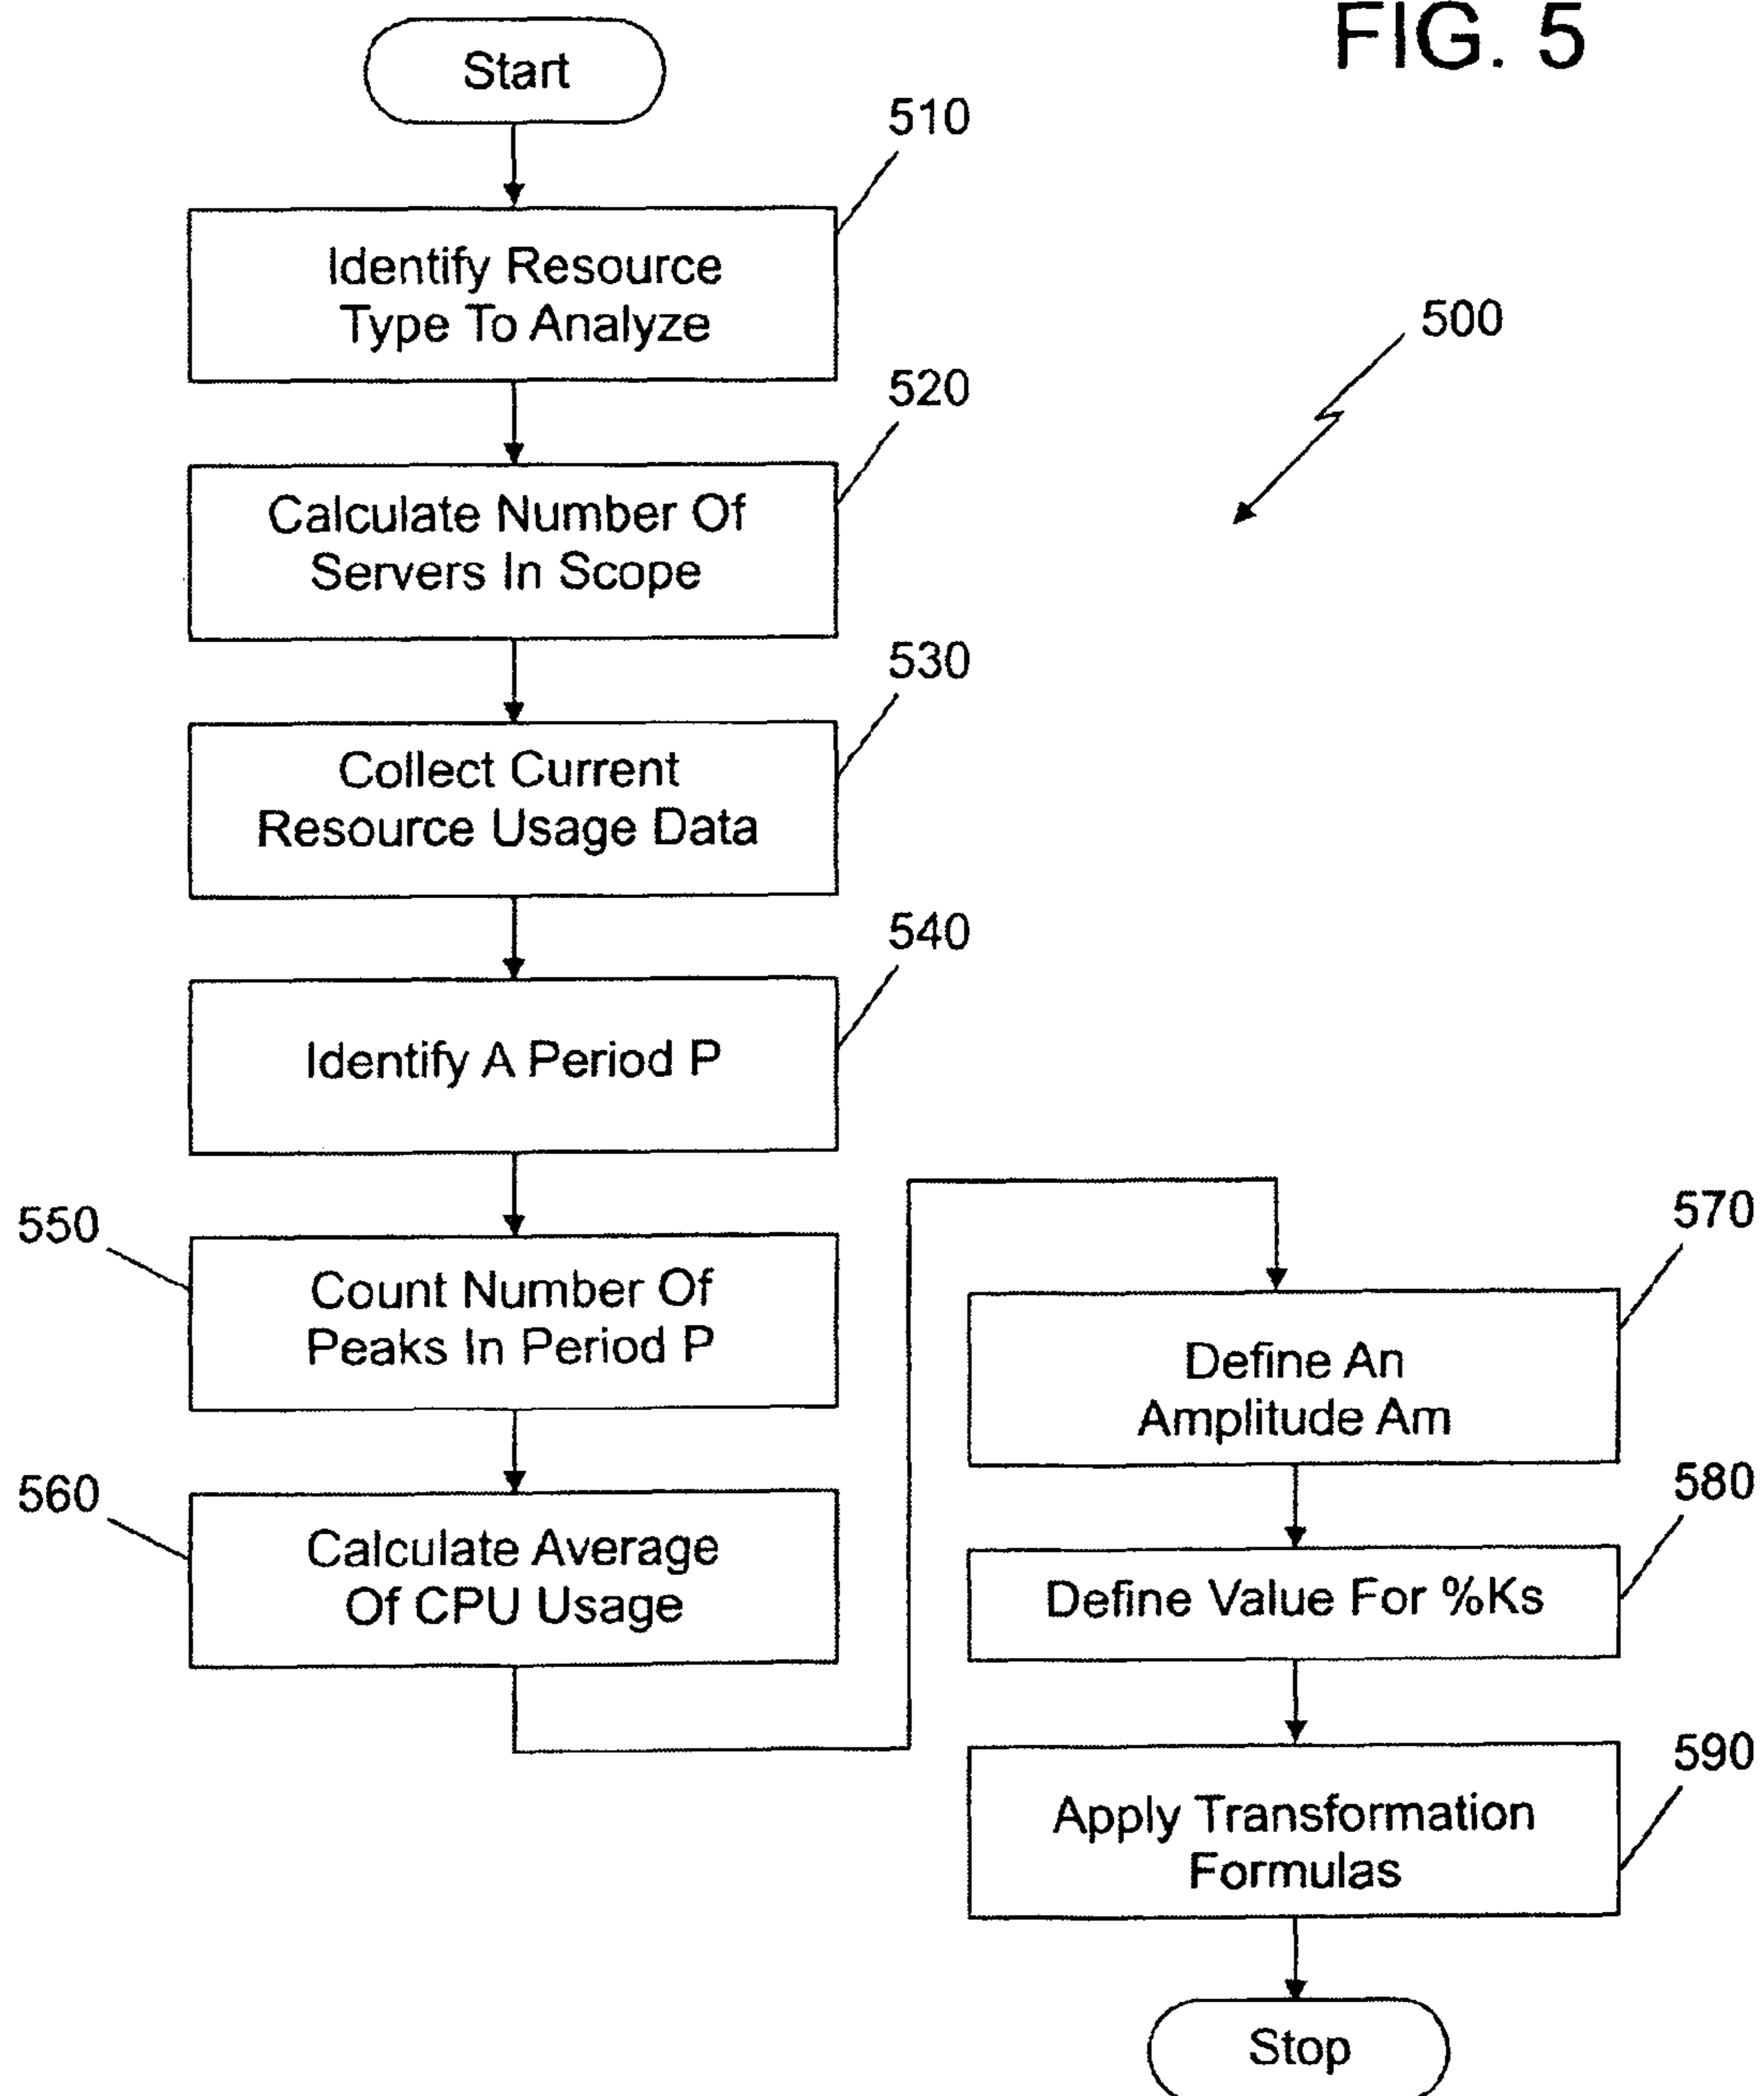 FIG. 5
Start
510
Identify Resource
Type To Analyze
500
520
Calculate Number Of
Servers In Scope
530
Collect Current
Resource Usage Data
540
Identify A Period P
550
Count Number Of
Peaks In Period P
560
Calculate Average
Of CPU Usage
570
Define An
Amplitude Am
580
Define Value For %Ks
590
Apply Transformation
Formulas
Stop